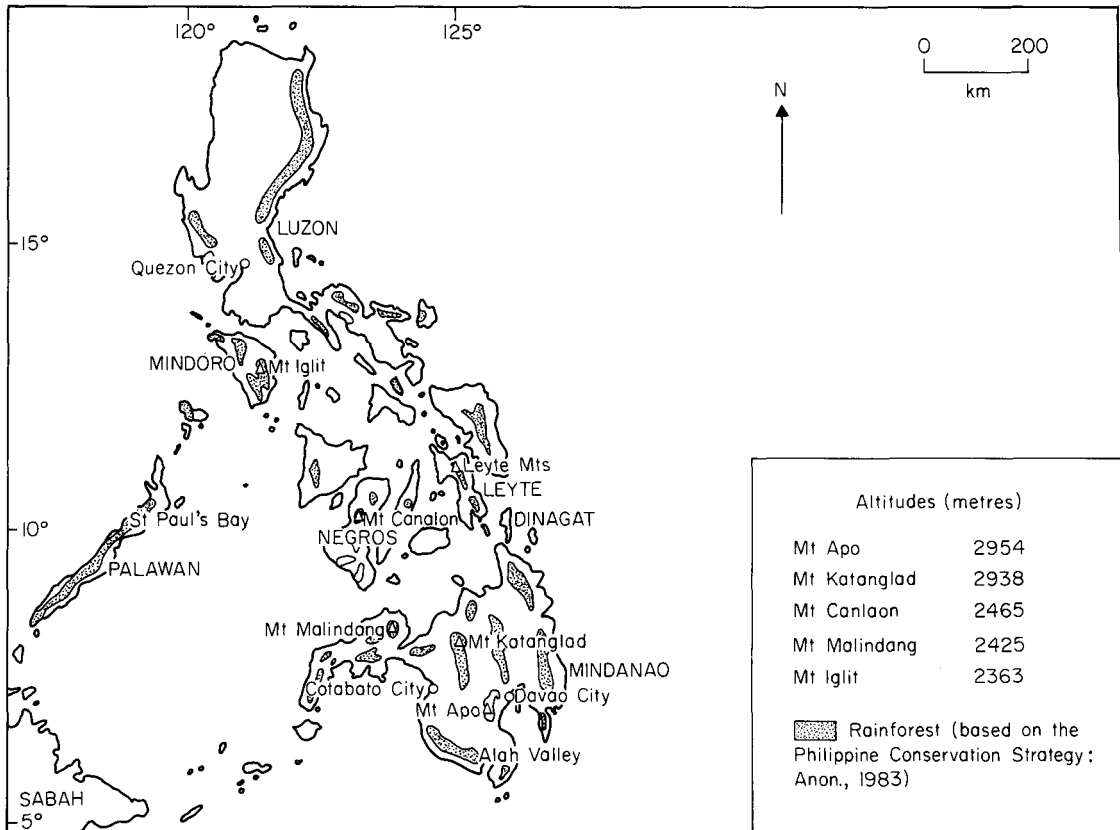 120°
125°
0 200
km
N
LUZON
15°
Quezon City
MINDORO
Mt Iglit
Leyte Mts
LEYTE
St Paul's Bay
Mt Canalon
DINAGAT
10°
NEGROS
PALAWAN
Mt Malindang
Mt Katanglad
MINDANAO
Cotabato City
Davao City
Mt Apo
Alah Valley
SABAH
5°
Altitudes (metres)
Mt Apo 2954
Mt Katanglad 2938
Mt Canlaon 2465
Mt Malindang 2425
Mt Iglit 2363
Rainforest (based on the
Philippine Conservation Strategy:
Anon., 1983)